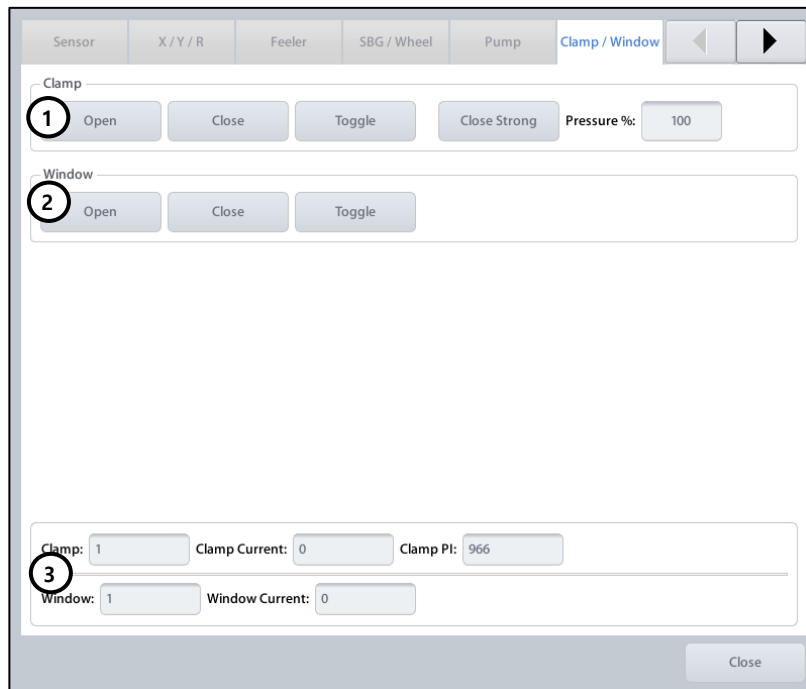 Sensor X / Y / R Feeler SBG / Wheel Pump Clamp / Window
Clamp
1 Open Close Toggle Close Strong Pressure %: 100
Window
2 Open Close Toggle
Clamp: 1 Clamp Current: 0 Clamp PI: 966
3
Window: 1 Window Current: 0
Close